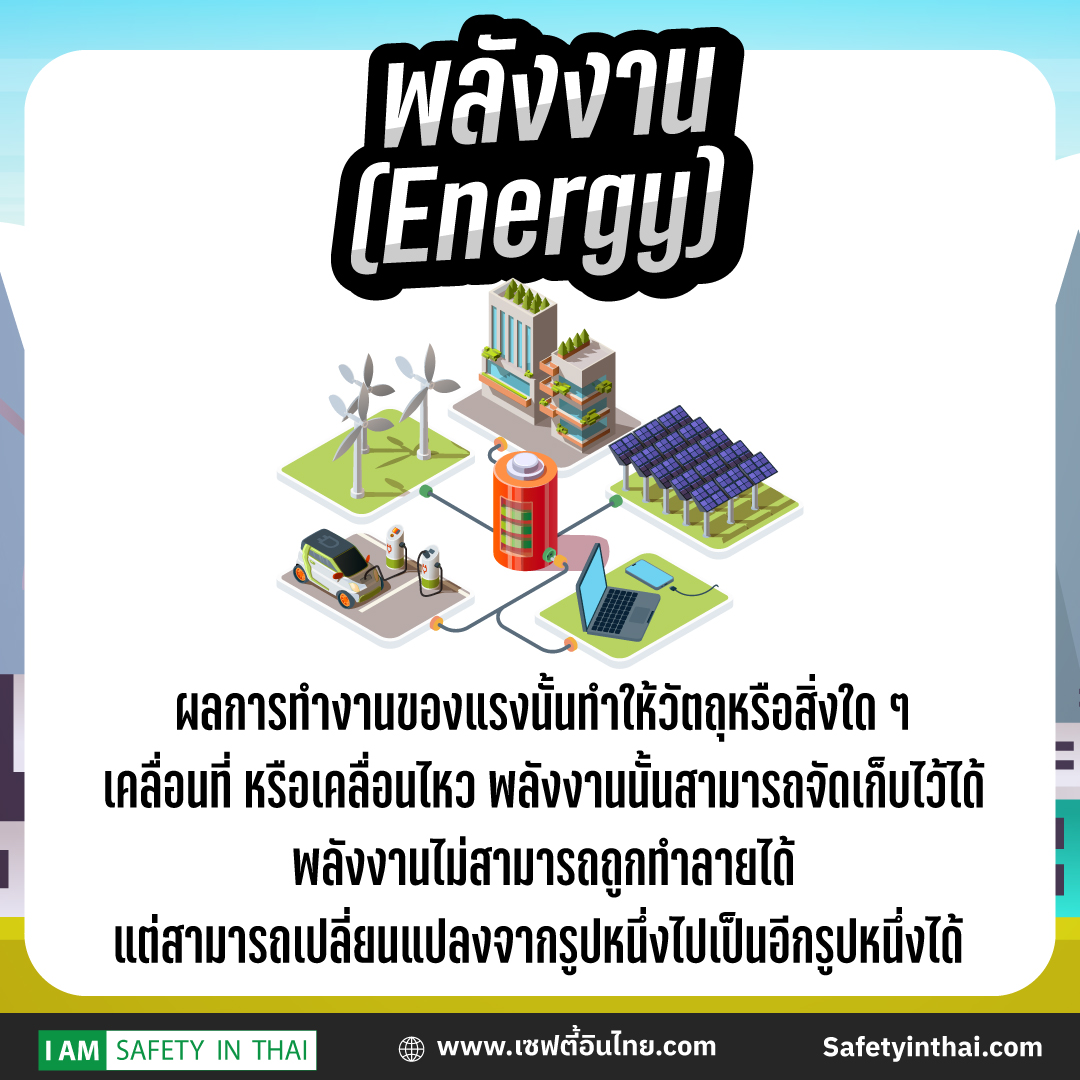 พลังงาน
(Energy)
ผลการทำงานของแรงนั้นทำให้วัตถุหรือสิ่งใด ๆ
เคลื่อนที่ หรือเคลื่อนไหว พลังงานนั้นสามารถจัดเก็บไว้ได้
พลังงานไม่สามารถถูกทำลายได้
แต่สามารถเปลี่ยนแปลงจากรูปหนึ่งไปเป็นอีกรูปหนึ่งได้
I AM SAFETY IN THAI www.เซฟตี้อินไทย.com Safetyinthai.com